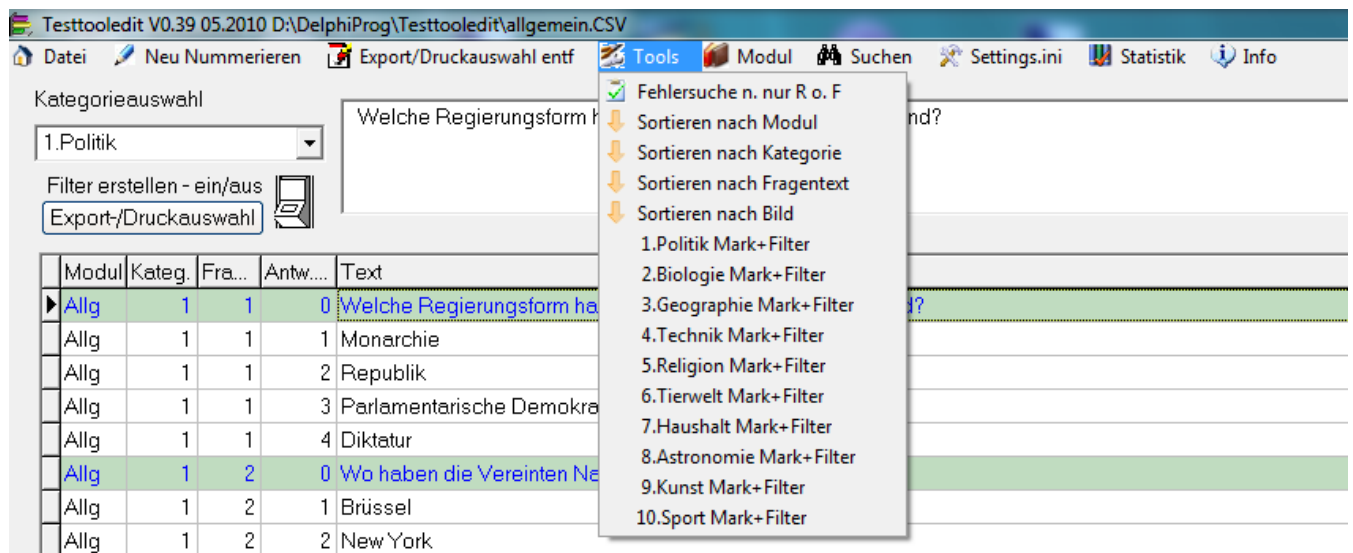 Testtooledit V0.39 05.2010 D:\DelphiProg\Testtooledit\allgemein.CSV
Datei Neu Nummerieren Export/Druckauswahl entf Tools Modul Suchen Settings.ini Statistik Info
Kategorieauswahl
1.Politik
Filter erstellen - ein/aus
Export-/Druckauswahl
Welche Regierungsform h nd?
Fehlersuche n. nur R o. F
Sortieren nach Modul
Sortieren nach Kategorie
Sortieren nach Fragentext
Sortieren nach Bild
1.Politik Mark+Filter
2.Biologie Mark+Filter
3.Geographie Mark+Filter
4.Technik Mark+Filter
5.Religion Mark+Filter
6.Tierwelt Mark+Filter
7.Haushalt Mark+Filter
8.Astronomie Mark+Filter
9.Kunst Mark+Filter
10.Sport Mark+Filter
Modul Kateg. Fra... Antw.... Text
Allg 1 1 0 Welche Regierungsform ha d?
Allg 1 1 1 Monarchie
Allg 1 1 2 Republik
Allg 1 1 3 Parlamentarische Demokra
Allg 1 1 4 Diktatur
Allg 1 2 0 Wo haben die Vereinten Na
Allg 1 2 1 Brüssel
Allg 1 2 2 New York